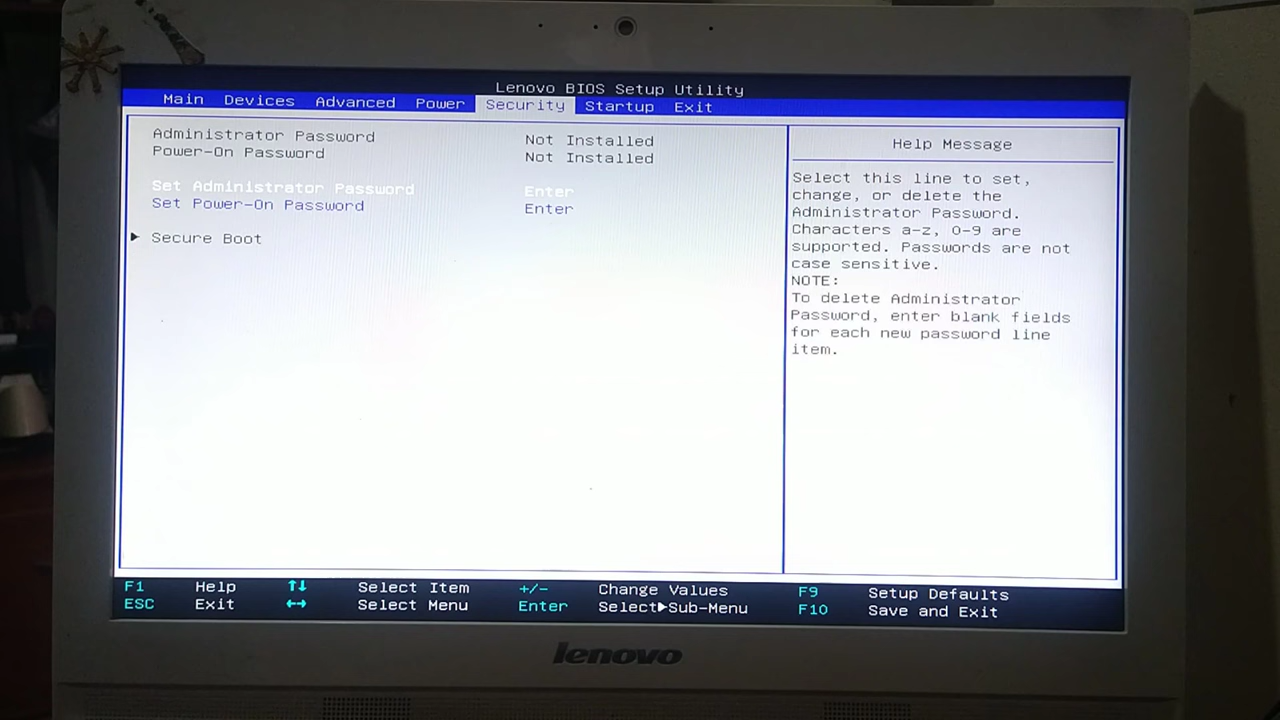 Lenovo BIOS Setup Utility
Main Devices Advanced Power Security Startup Exit
Administrator Password Not Installed
Power-On Password Not Installed
Set Administrator Password Enter
Set Power-On Password Enter
Secure Boot
Help Message
Select this line to set,
change, or delete the
Administrator Password.
Characters a-z, 0-9 are
supported. Passwords are not
case sensitive.
NOTE:
To delete Administrator
Password, enter blank fields
for each new password line
item.
F1 Help ↑↓ Select Item +/- Change Values F9 Setup Defaults
ESC Exit ↔ Select Menu Enter Select▶Sub-Menu F10 Save and Exit
lenovo